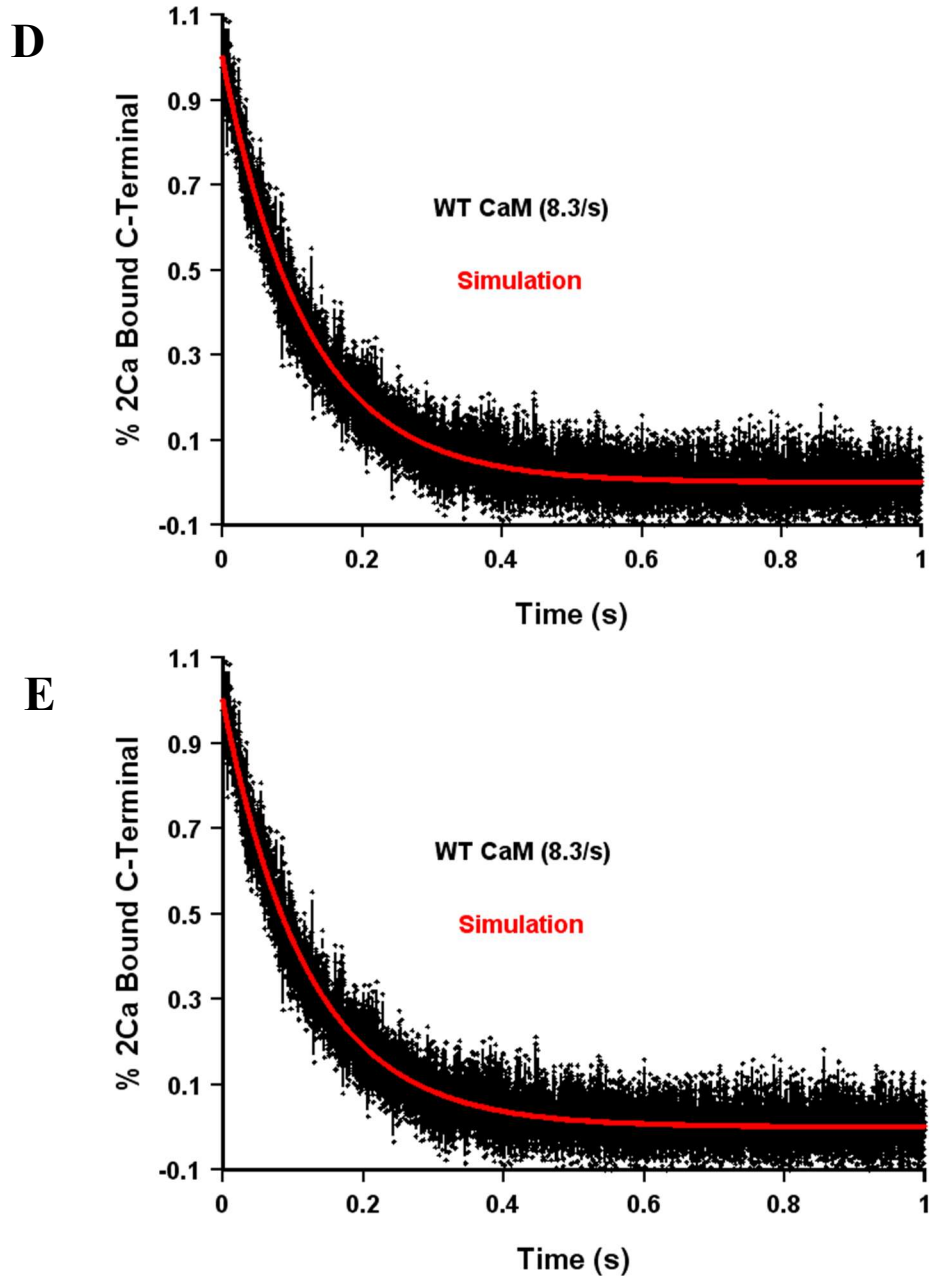 D
1.1
0.9
0.7
0.5
0.3
0.1
-0.1
% 2Ca Bound C-Terminal
WT CaM (8.3/s)
Simulation
0 0.2 0.4 0.6 0.8 1
Time (s)
E
1.1
0.9
0.7
0.5
0.3
0.1
-0.1
% 2Ca Bound C-Terminal
WT CaM (8.3/s)
Simulation
0 0.2 0.4 0.6 0.8 1
Time (s)